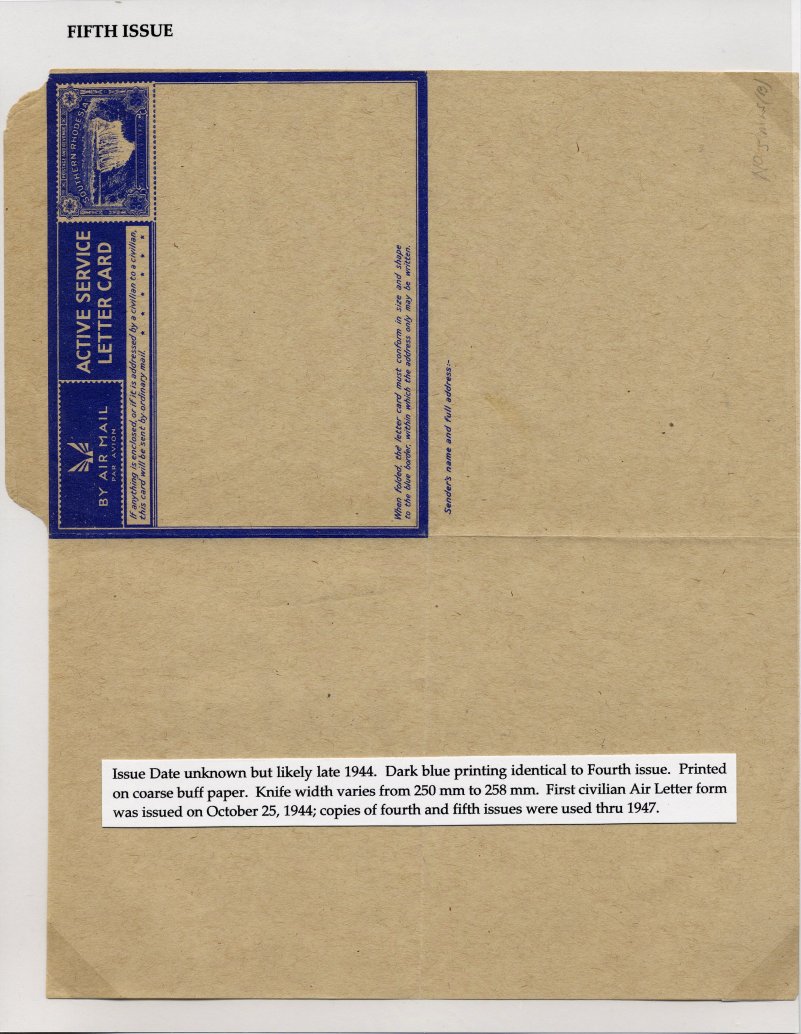 FIFTH ISSUE
SOUTHERN RHODESIA
ACTIVE SERVICE
LETTER CARD
BY AIR MAIL
PAR AVION
If anything is enclosed, or if it is addressed by a civilian to a civilian,
this card will be sent by ordinary mail. * * * * * *
When folded, the letter card must conform in size and shape
to the blue border, within which the address only may be written.
Sender's name and full address:-
Issue Date unknown but likely late 1944. Dark blue printing identical to Fourth issue. Printed
on coarse buff paper. Knife width varies from 250 mm to 258 mm. First civilian Air Letter form
was issued on October 25, 1944; copies of fourth and fifth issues were used thru 1947.